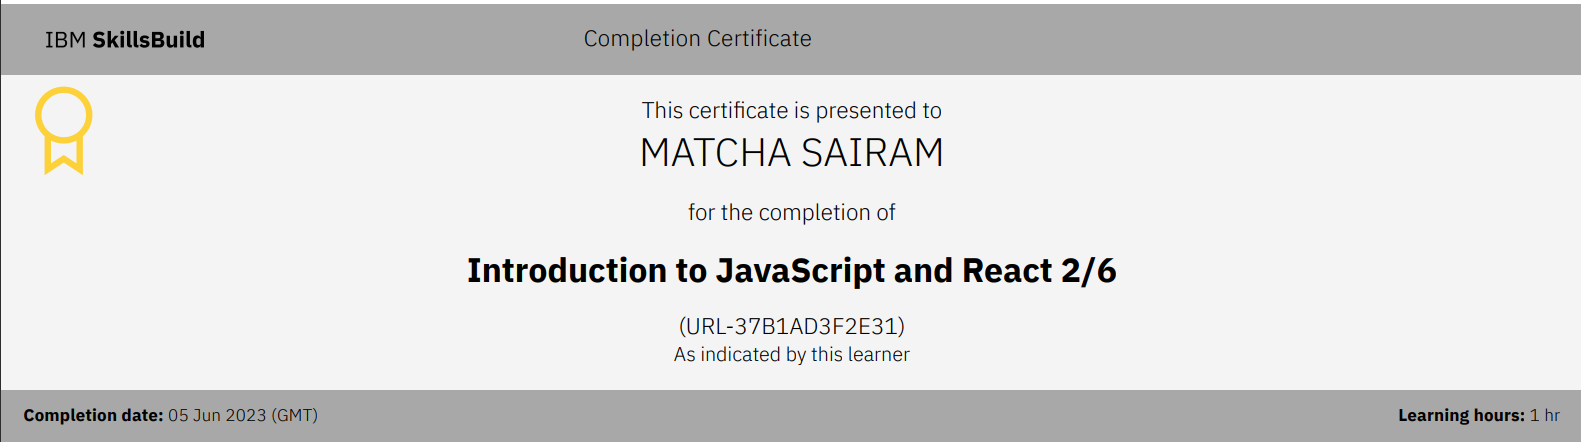 IBM SkillsBuild
Completion Certificate
This certificate is presented to
MATCHA SAIRAM
for the completion of
Introduction to JavaScript and React 2/6
(URL-37B1AD3F2E31)
As indicated by this learner
Completion date: 05 Jun 2023 (GMT)
Learning hours: 1 hr